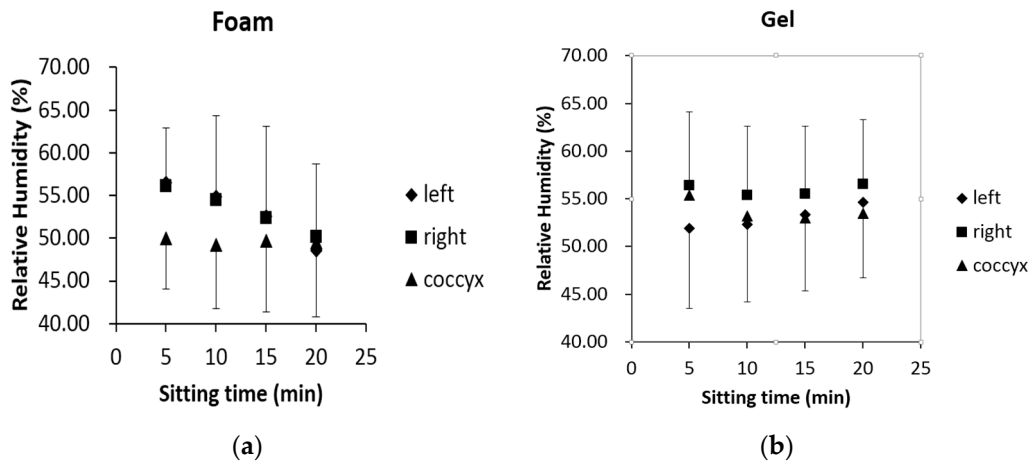 Foam
Relative Humidity (%)
70.00
65.00
60.00
55.00
50.00
45.00
40.00
0 5 10 15 20 25
Sitting time (min)
left
right
coccyx
(a)
Gel
Relative Humidity (%)
70.00
65.00
60.00
55.00
50.00
45.00
40.00
0 5 10 15 20 25
Sitting time (min)
left
right
coccyx
(b)